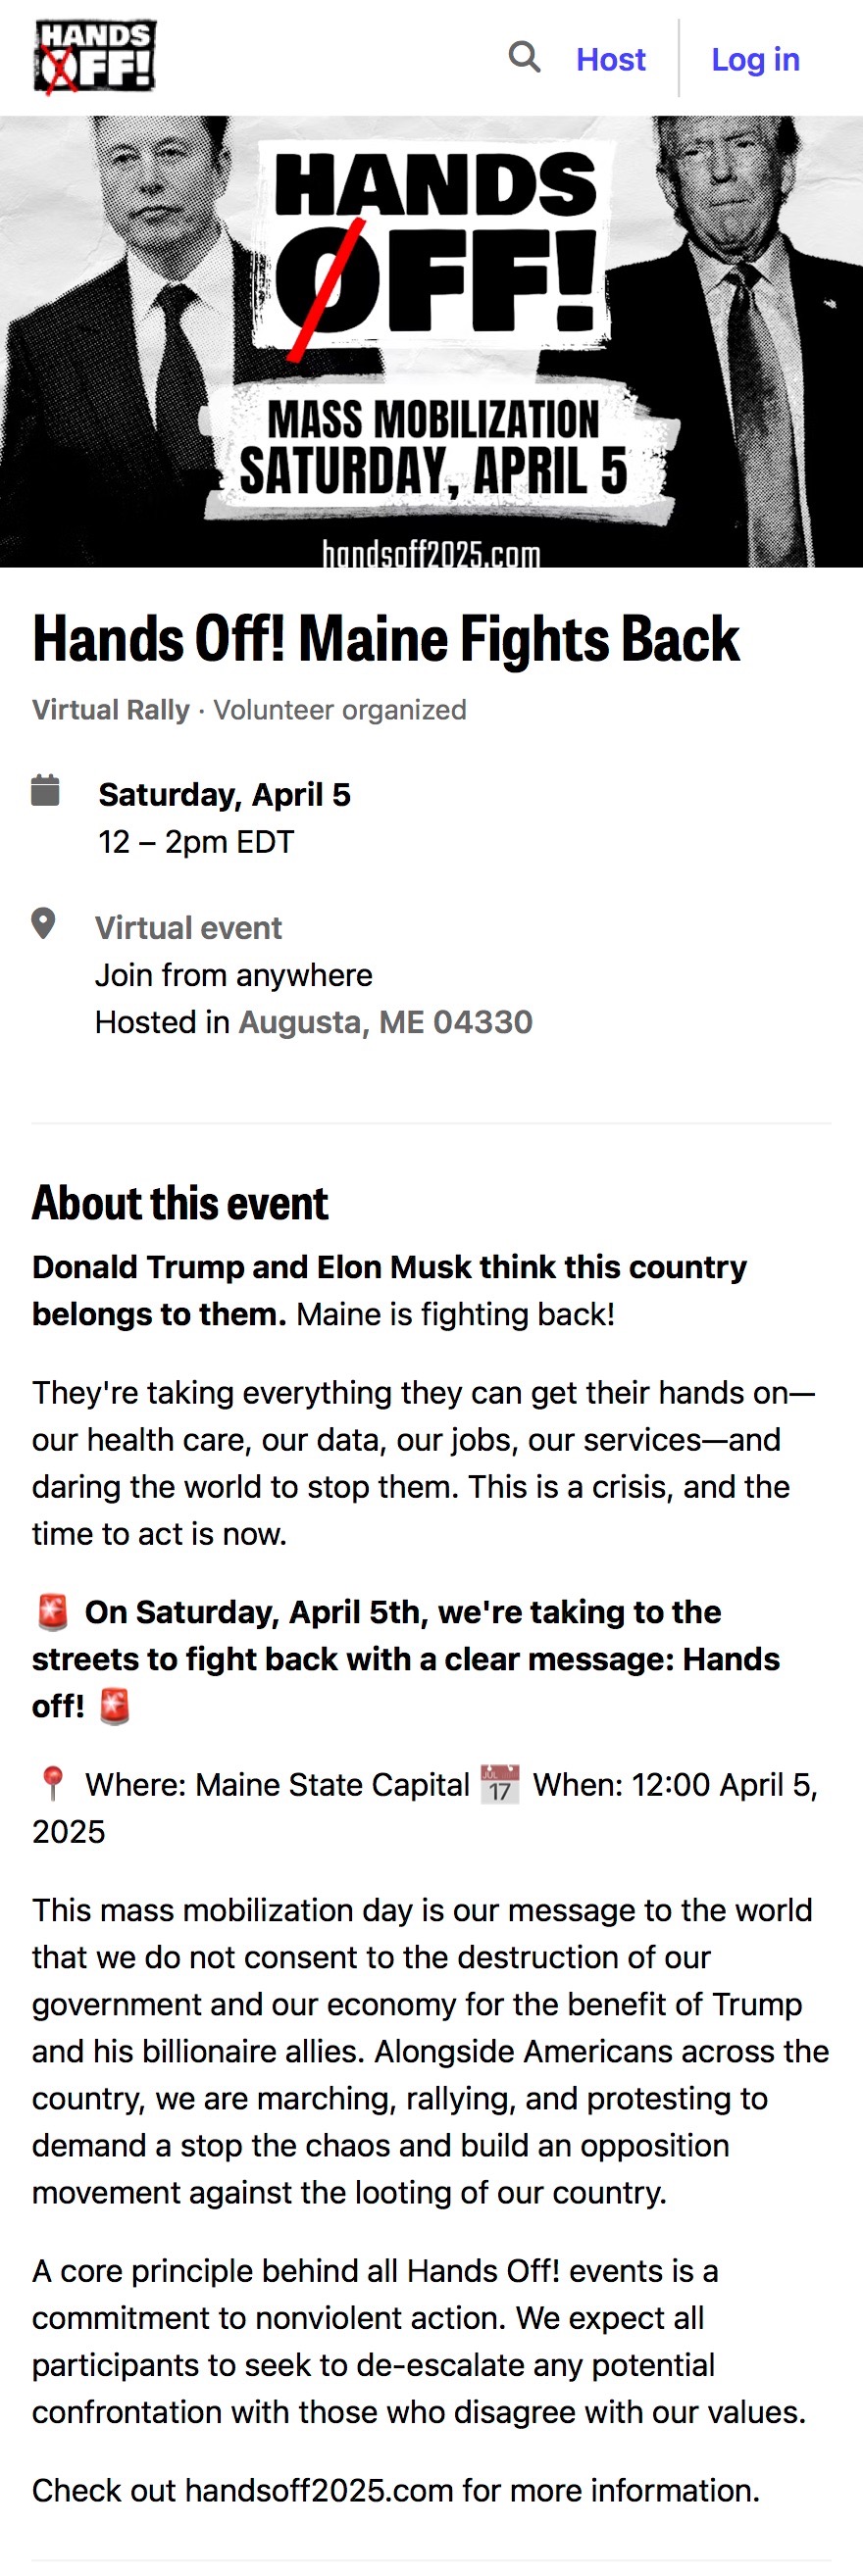 HANDS
OFF!
Host
Log in
HANDS
OFF!
MASS MOBILIZATION
SATURDAY, APRIL 5
handsoff2025.com
Hands Off! Maine Fights Back
Virtual Rally · Volunteer organized
Saturday, April 5
12 – 2pm EDT
Virtual event
Join from anywhere
Hosted in Augusta, ME 04330
About this event
Donald Trump and Elon Musk think this country
belongs to them. Maine is fighting back!
They're taking everything they can get their hands on—
our health care, our data, our jobs, our services—and
daring the world to stop them. This is a crisis, and the
time to act is now.
🚨 On Saturday, April 5th, we're taking to the
streets to fight back with a clear message: Hands
off! 🚨
📍 Where: Maine State Capital 📅 When: 12:00 April 5,
2025
This mass mobilization day is our message to the world
that we do not consent to the destruction of our
government and our economy for the benefit of Trump
and his billionaire allies. Alongside Americans across the
country, we are marching, rallying, and protesting to
demand a stop the chaos and build an opposition
movement against the looting of our country.
A core principle behind all Hands Off! events is a
commitment to nonviolent action. We expect all
participants to seek to de-escalate any potential
confrontation with those who disagree with our values.
Check out handsoff2025.com for more information.